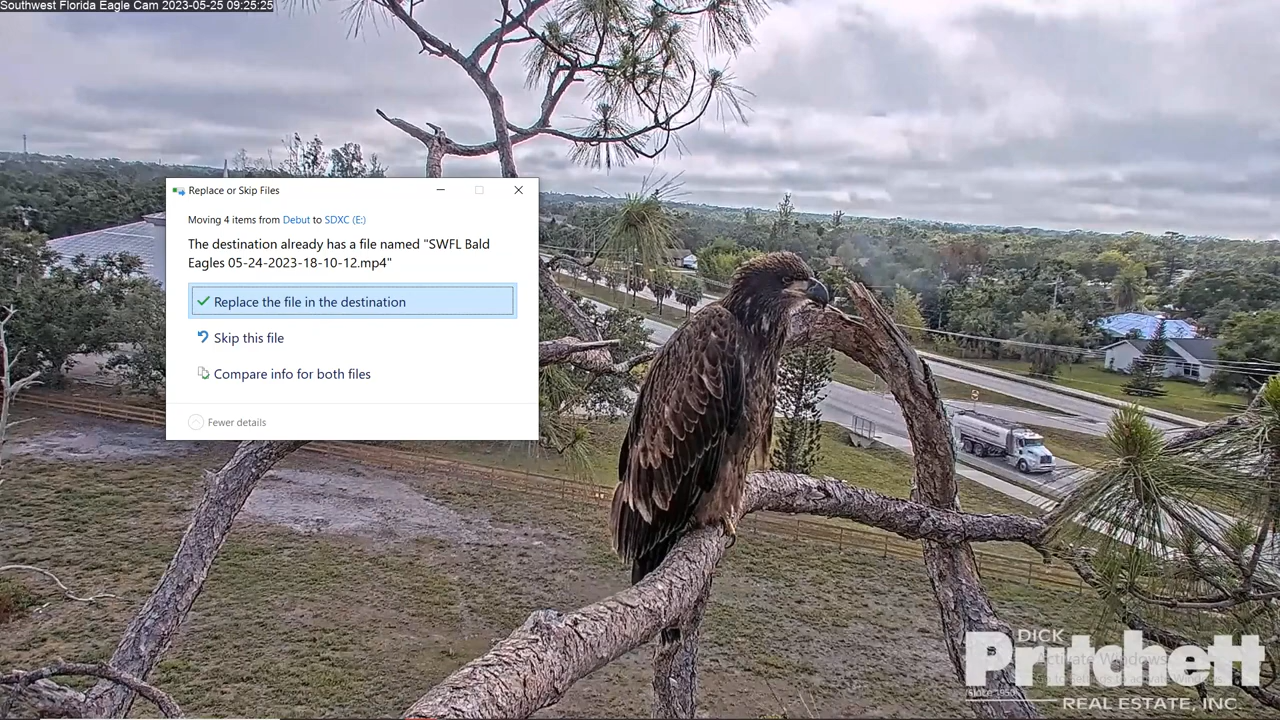 Southwest Florida Eagle Cam 2023-05-25 09:25:25
Replace or Skip Files
Moving 4 items from Debut to SDXC (E:)
The destination already has a file named "SWFL Bald
Eagles 05-24-2023-18-10-12.mp4"
Replace the file in the destination
Skip this file
Compare info for both files
Fewer details
DICK
Pritchett
since 1950
REAL ESTATE, INC.